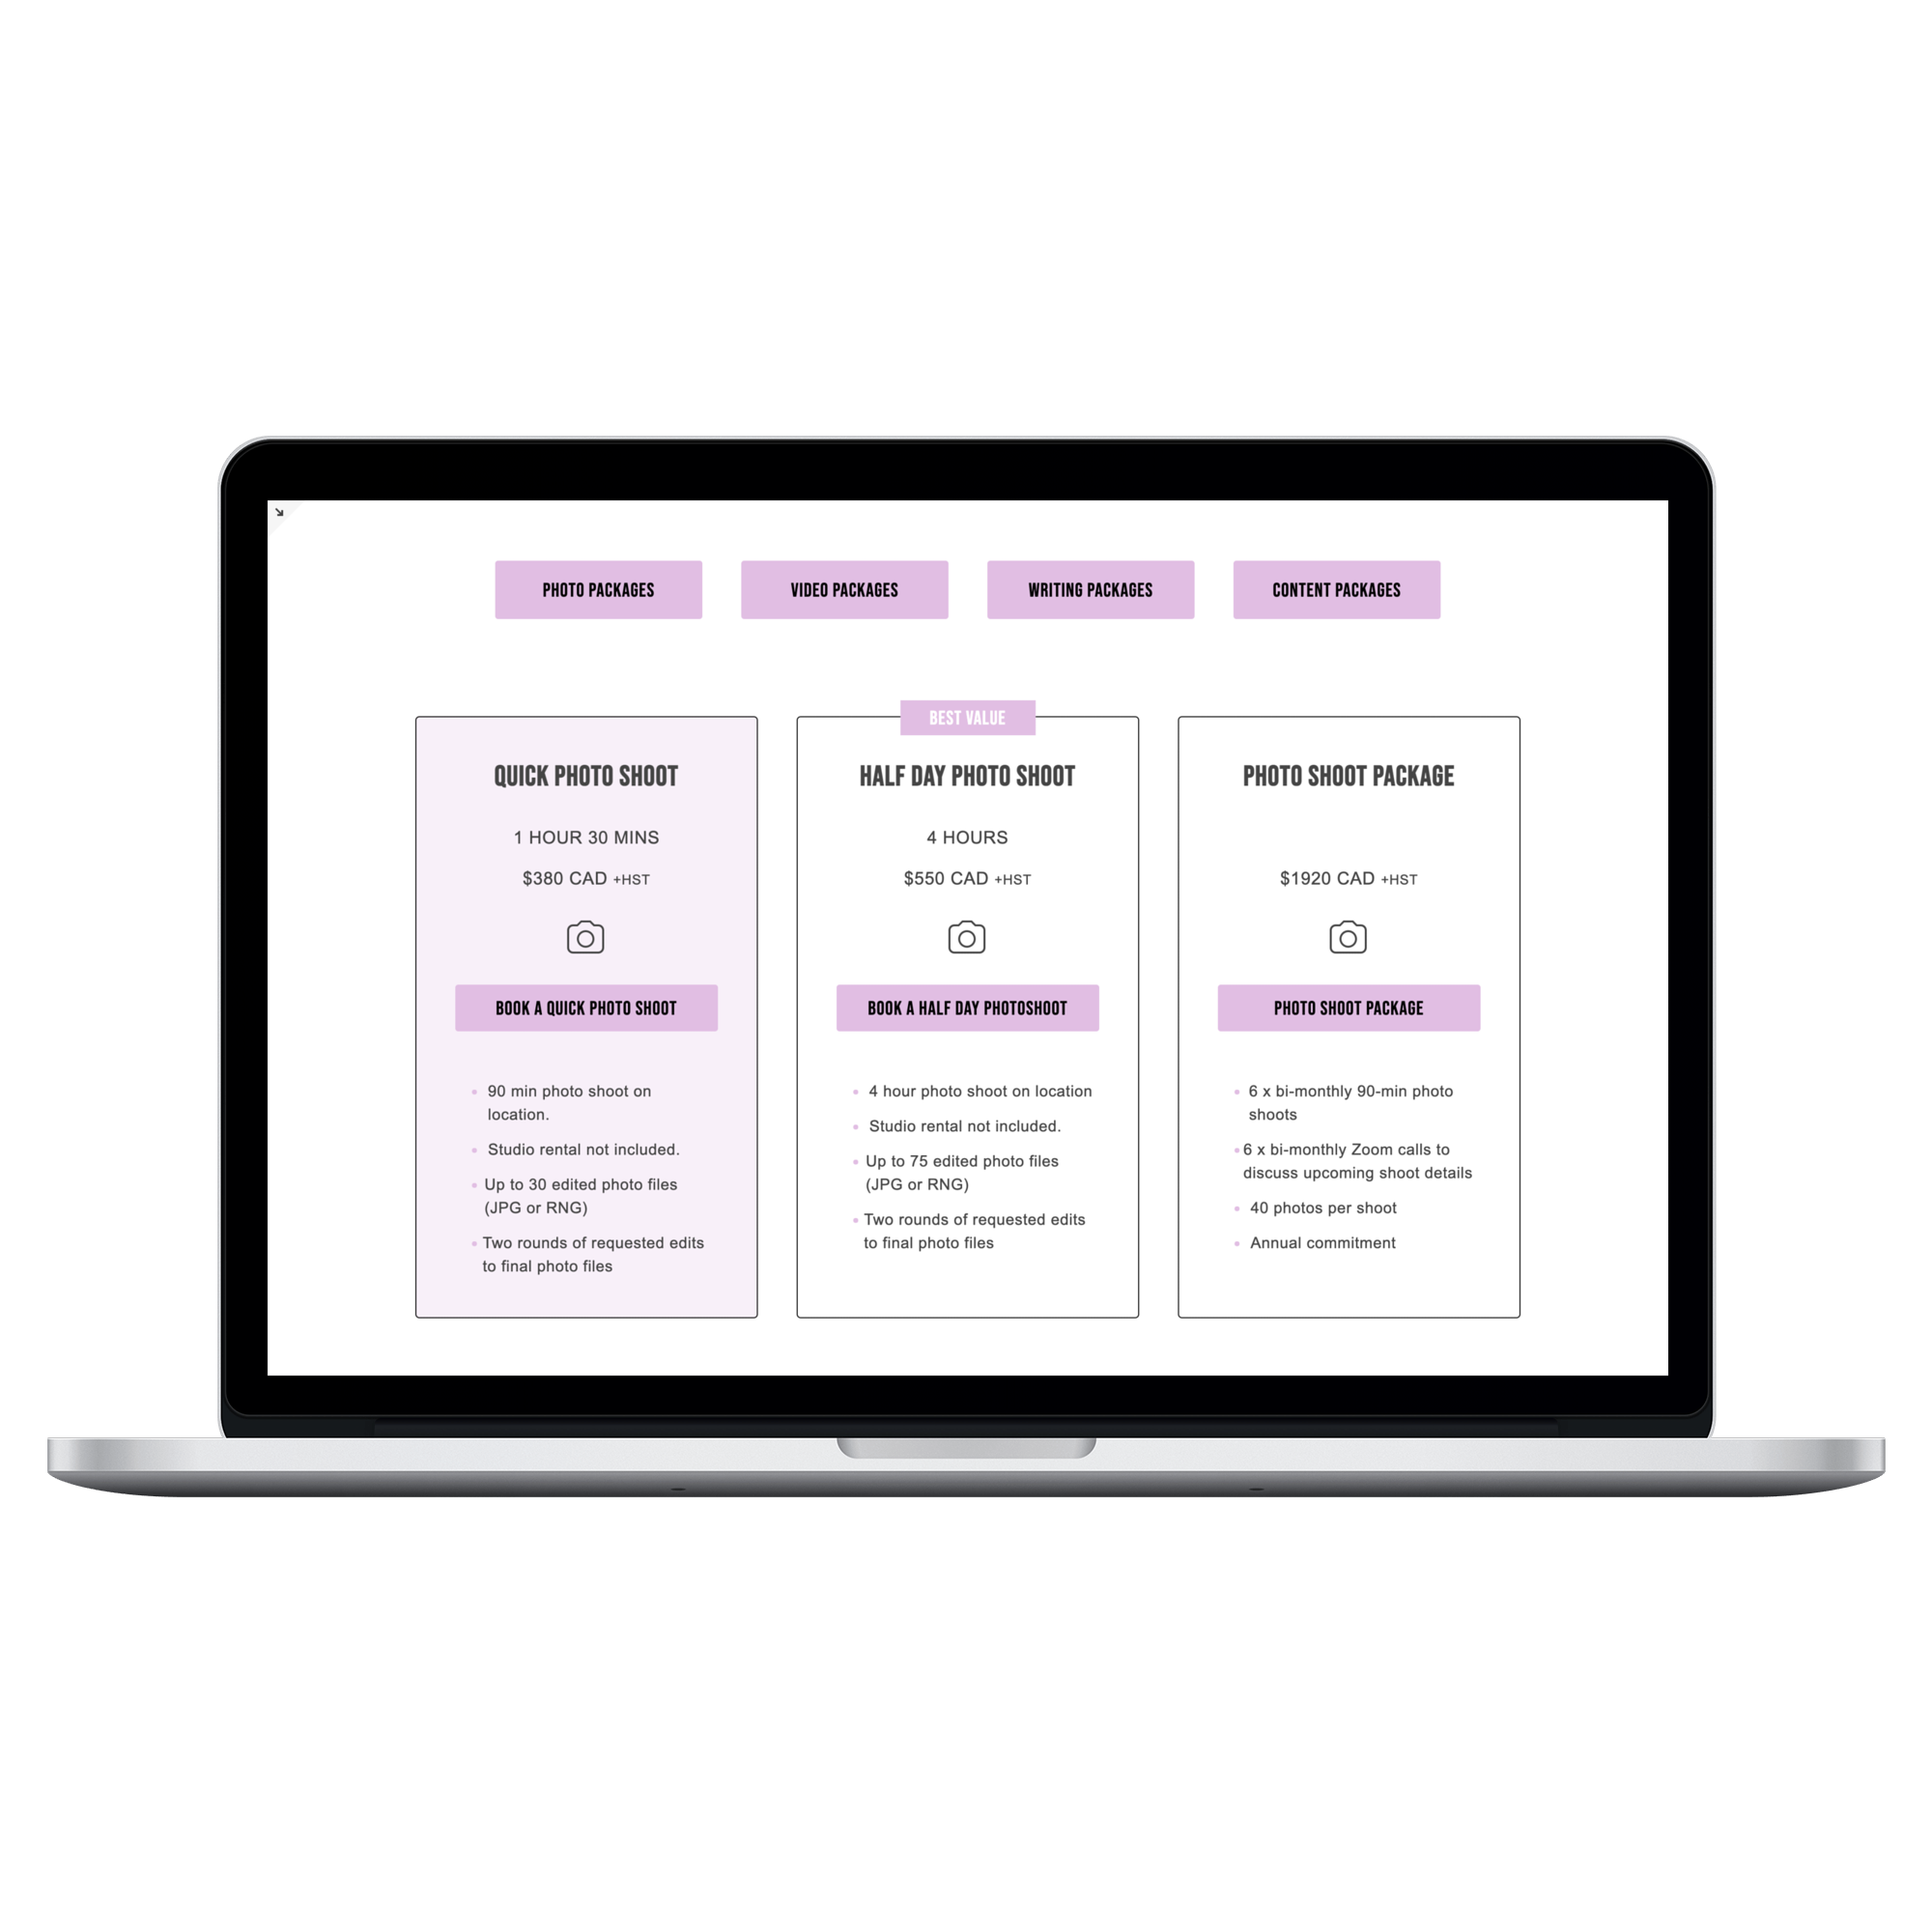 PHOTO PACKAGES
VIDEO PACKAGES
WRITING PACKAGES
CONTENT PACKAGES
QUICK PHOTO SHOOT
1 HOUR 30 MINS
$380 CAD +HST
BOOK A QUICK PHOTO SHOOT
90 min photo shoot on
location.
Studio rental not included.
Up to 30 edited photo files
(JPG or RNG)
Two rounds of requested edits
to final photo files
BEST VALUE
HALF DAY PHOTO SHOOT
4 HOURS
$550 CAD +HST
BOOK A HALF DAY PHOTOSHOOT
4 hour photo shoot on location
Studio rental not included.
Up to 75 edited photo files
(JPG or RNG)
Two rounds of requested edits
to final photo files
PHOTO SHOOT PACKAGE
$1920 CAD +HST
PHOTO SHOOT PACKAGE
6 x bi-monthly 90-min photo
shoots
6 x bi-monthly Zoom calls to
discuss upcoming shoot details
40 photos per shoot
Annual commitment